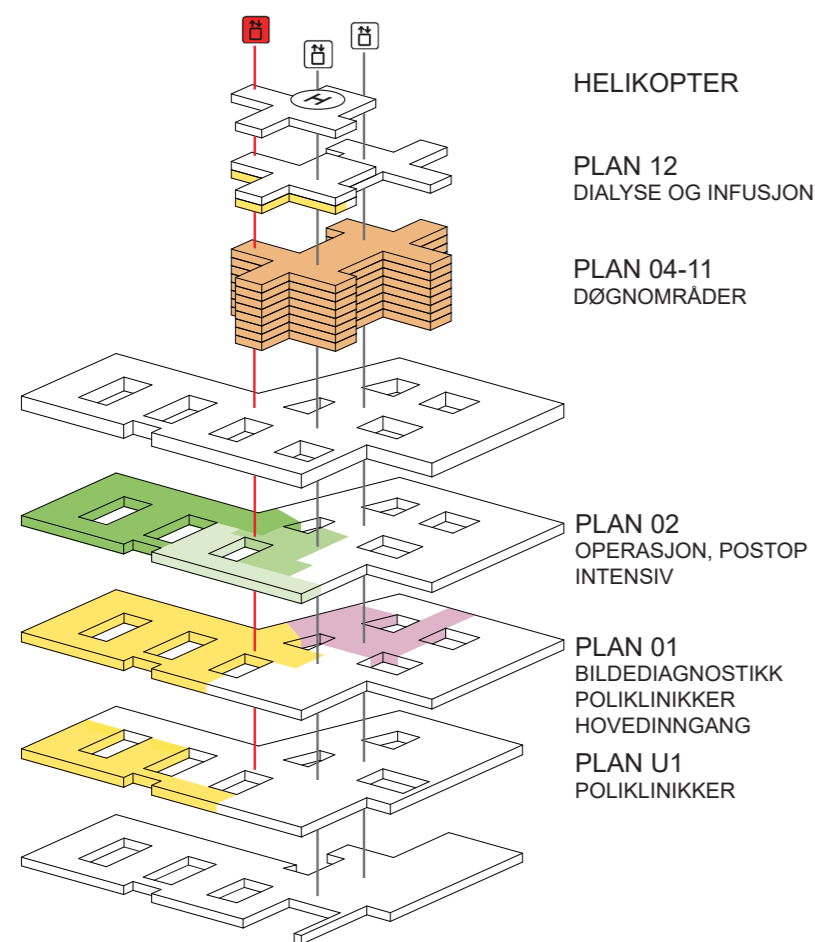 HELIKOPTER
H
PLAN 12
DIALYSE OG INFUSJON
PLAN 04-11
DØGNOMRÅDER
PLAN 02
OPERASJON, POSTOP
INTENSIV
PLAN 01
BILDEDIAGNOSTIKK
POLIKLINIKKER
HOVEDINNGANG
PLAN U1
POLIKLINIKKER